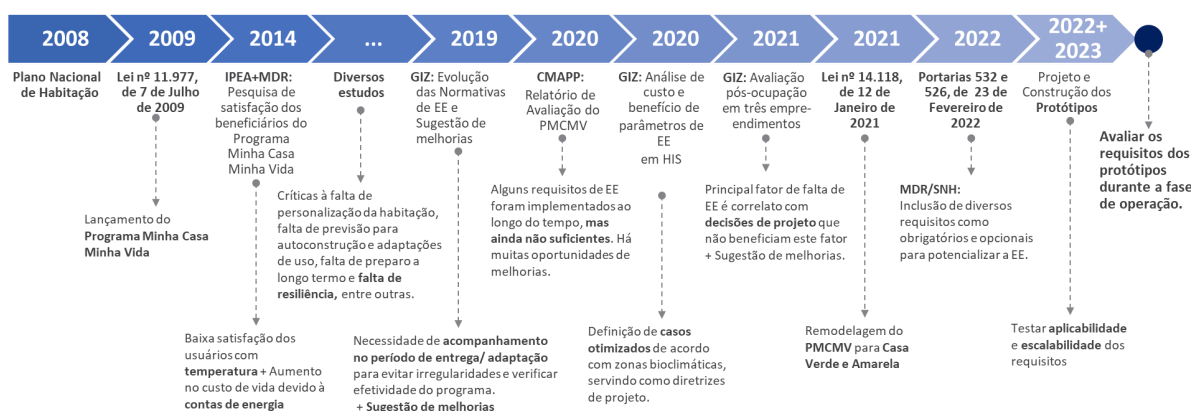 2008
2009
2014
...
2019
2020
2020
2021
2021
2022
2022+
2023
Plano Nacional
de Habitação
Lei nº 11.977,
de 7 de Julho
de 2009
IPEA+MDR:
Pesquisa de
satisfação dos
beneficiários do
Programa
Minha Casa
Minha Vida
Diversos
estudos
GIZ: Evolução
das Normativas
de EE e
Sugestão de
melhorias
CMAPP:
Relatório de
Avaliação do
PMCMV
GIZ: Análise de
custo e
benefício de
parâmetros de
EE
em HIS
GIZ: Avaliação
pós-ocupação
em três empre-
endimentos
Lei nº 14.118,
de 12 de
Janeiro de
2021
Portarias 532 e
526, de 23 de
Fevereiro de
2022
Projeto e
Construção dos
Protótipos
Avaliar os
requisitos dos
protótipos
durante a fase
de operação.
Lançamento do
Programa Minha Casa
Minha Vida
Críticas à falta de
personalização da habitação,
falta de previsão para
autoconstrução e adaptações
de uso, falta de preparo a
longo termo e falta de
resiliência, entre outras.
Alguns requisitos de EE
foram implementados ao
longo do tempo, mas
ainda não suficientes. Há
muitas oportunidades de
melhorias.
Principal fator de falta de
EE é correlato com
decisões de projeto que
não beneficiam este fator
+ Sugestão de melhorias.
MDR/SNH:
Inclusão de diversos
requisitos como
obrigatórios e opcionais
para potencializar a EE.
Baixa satisfação dos
usuários com
temperatura + Aumento
no custo de vida devido à
contas de energia
Necessidade de acompanhamento
no período de entrega/ adaptação
para evitar irregularidades e verificar
efetividade do programa.
+ Sugestão de melhorias
Definição de casos
otimizados de acordo
com zonas bioclimáticas,
servindo como diretrizes
de projeto.
Remodelagem do
PMCMV para Casa
Verde e Amarela
Testar aplicabilidade
e escalabilidade dos
requisitos